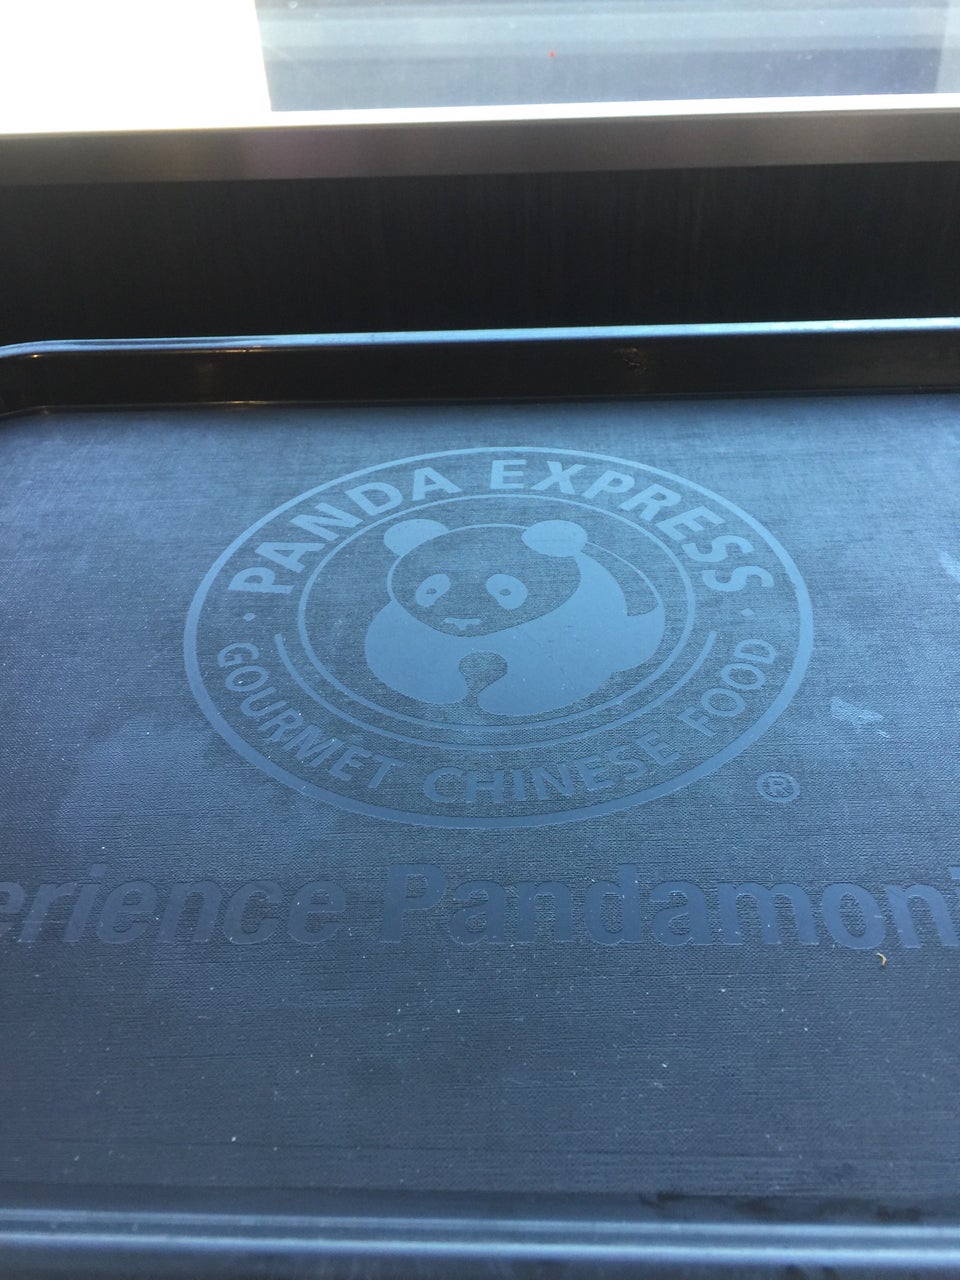 · PANDA EXPRESS ·
GOURMET CHINESE FOOD
®
erience Pandamoni